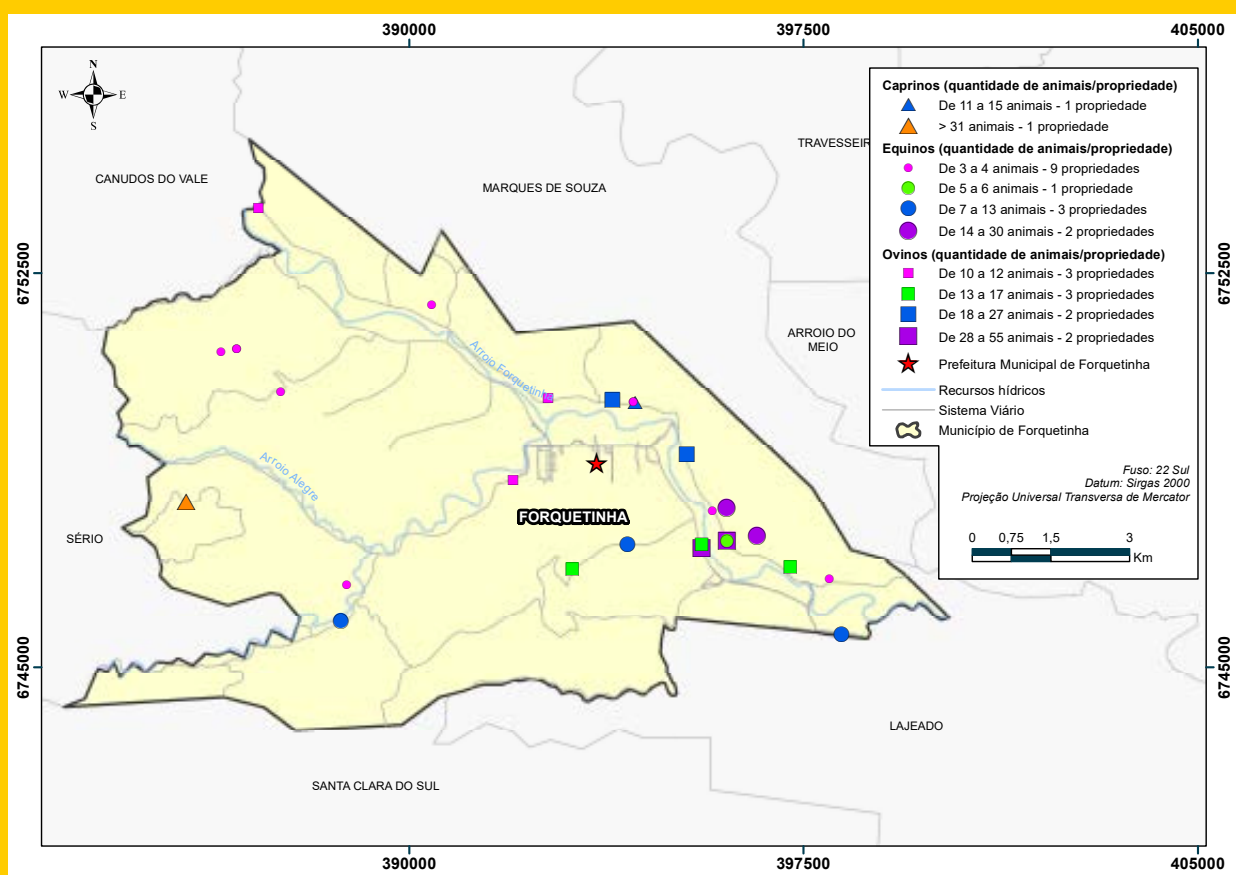 390000
397500
405000
N
W
E
S
Caprinos (quantidade de animais/propriedade)
De 11 a 15 animais - 1 propriedade
> 31 animais - 1 propriedade
Equinos (quantidade de animais/propriedade)
De 3 a 4 animais - 9 propriedades
De 5 a 6 animais - 1 propriedade
De 7 a 13 animais - 3 propriedades
De 14 a 30 animais - 2 propriedades
Ovinos (quantidade de animais/propriedade)
De 10 a 12 animais - 3 propriedades
De 13 a 17 animais - 3 propriedades
De 18 a 27 animais - 2 propriedades
De 28 a 55 animais - 2 propriedades
Prefeitura Municipal de Forquetinha
Recursos hídricos
Sistema Viário
Município de Forquetinha
Fuso: 22 Sul
Datum: Sirgas 2000
Projeção Universal Transversa de Mercator
0 0,75 1,5 3
Km
TRAVESSEIR
CANUDOS DO VALE
MARQUES DE SOUZA
6752500
6752500
ARROIO DO
MEIO
Arroio Forquetinha
Arroio Alegre
FORQUETINHA
SÉRIO
6745000
6745000
LAJEADO
SANTA CLARA DO SUL
390000
397500
405000